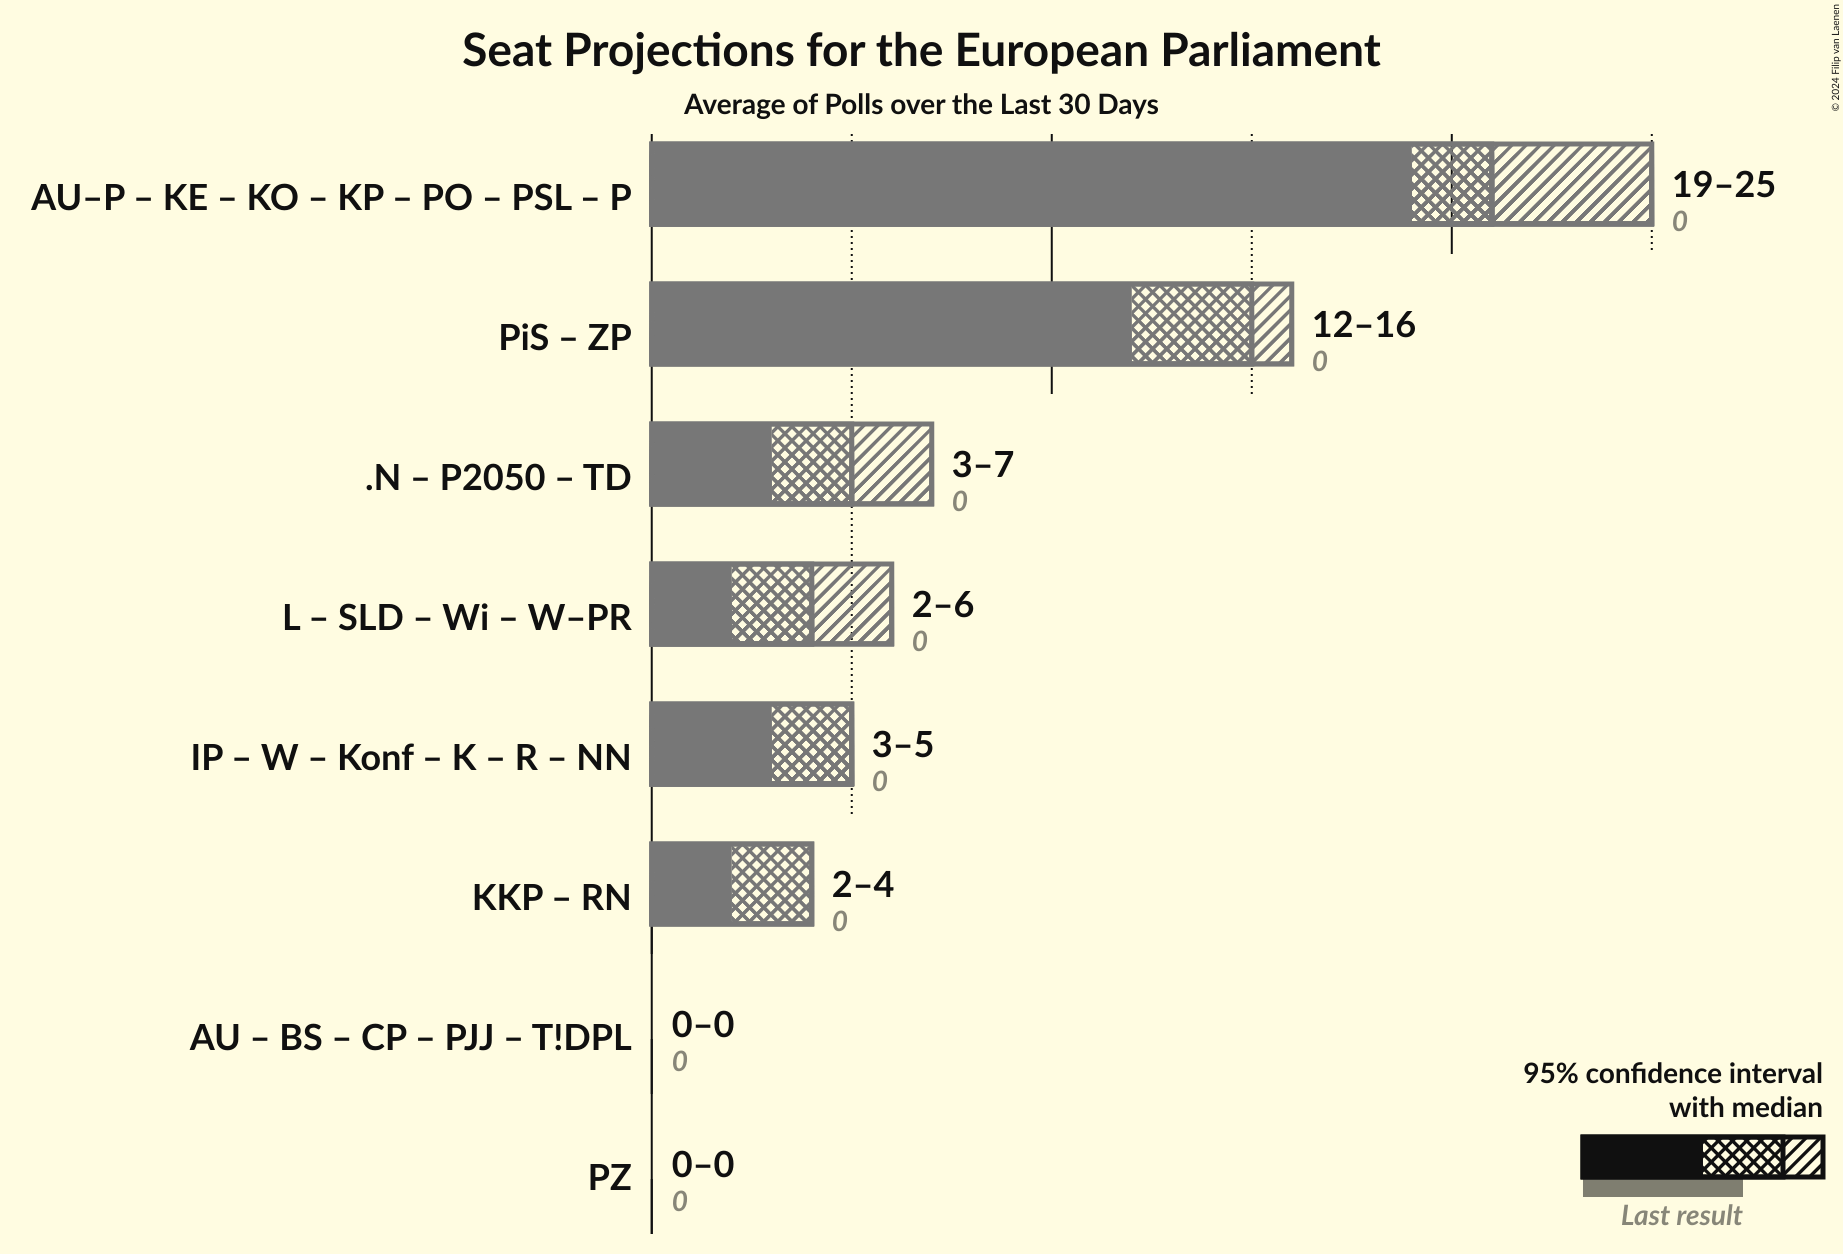 Seat Projections for the European Parliament
Average of Polls over the Last 30 Days
© 2024 Filip van Laenen
AU–P – KE – KO – KP – PO – PSL – P
19–25
0
PiS – ZP
12–16
0
.N – P2050 – TD
3–7
0
L – SLD – Wi – W–PR
2–6
0
IP – W – Konf – K – R – NN
3–5
0
KKP – RN
2–4
0
AU – BS – CP – PJJ – T!DPL
0–0
0
PZ
0–0
0
95% confidence interval
with median
Last result